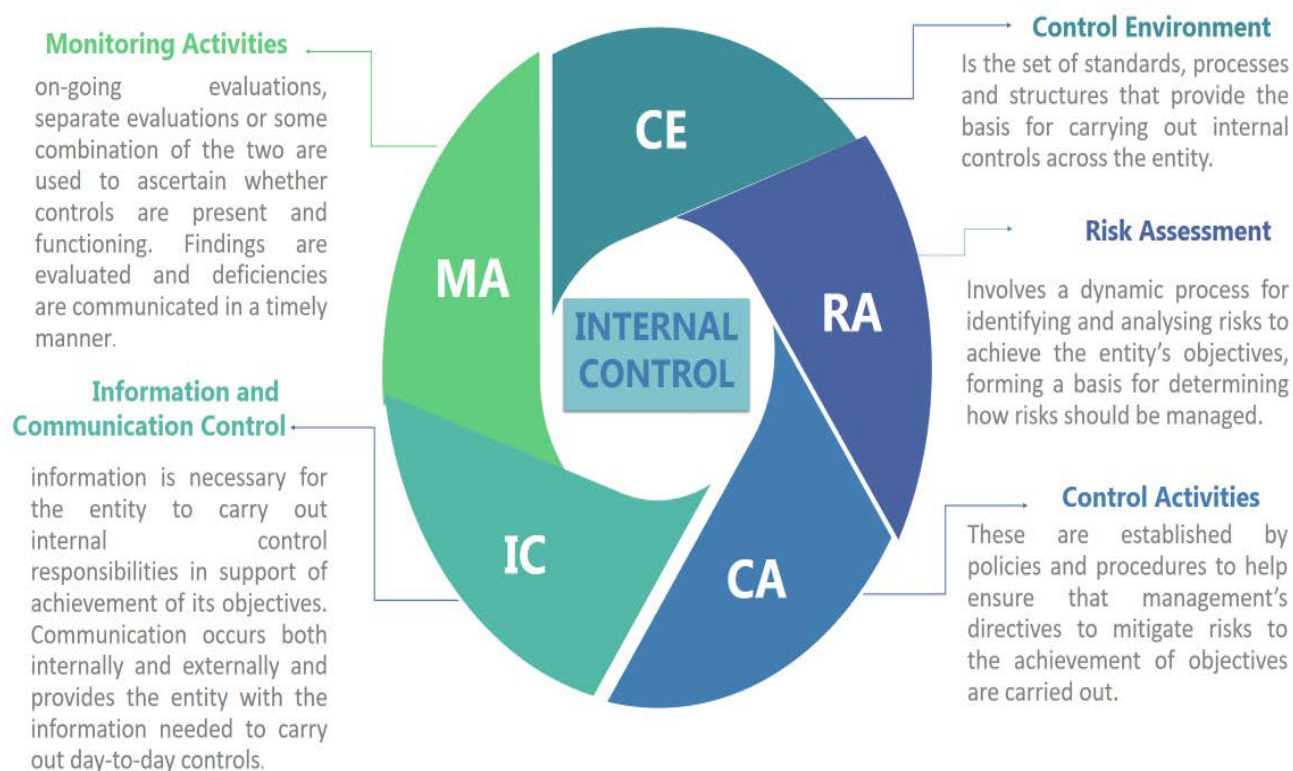 Monitoring Activities
on-going evaluations,
separate evaluations or some
combination of the two are
used to ascertain whether
controls are present and
functioning. Findings are
evaluated and deficiencies
are communicated in a timely
manner.
Information and
Communication Control
information is necessary for
the entity to carry out
internal control
responsibilities in support of
achievement of its objectives.
Communication occurs both
internally and externally and
provides the entity with the
information needed to carry
out day-to-day controls.
CE
MA
RA
INTERNAL
CONTROL
IC
CA
Control Environment
Is the set of standards, processes
and structures that provide the
basis for carrying out internal
controls across the entity.
Risk Assessment
Involves a dynamic process for
identifying and analysing risks to
achieve the entity's objectives,
forming a basis for determining
how risks should be managed.
Control Activities
These are established by
policies and procedures to help
ensure that management's
directives to mitigate risks to
the achievement of objectives
are carried out.